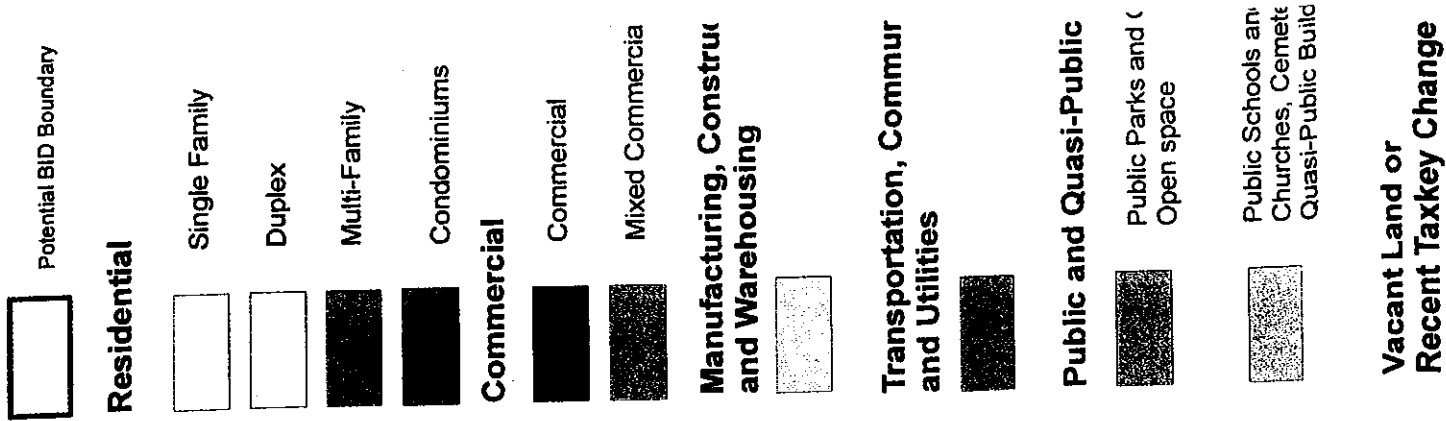 Potential BID Boundary
Residential
Single Family
Duplex
Multi-Family
Condominiums
Commercial
Commercial
Mixed Commercia
Manufacturing, Construc
and Warehousing
Transportation, Commun
and Utilities
Public and Quasi-Public
Public Parks and
Open space
Public Schools an
Churches, Cemete
Quasi-Public Build
Vacant Land or
Recent Taxkey Change